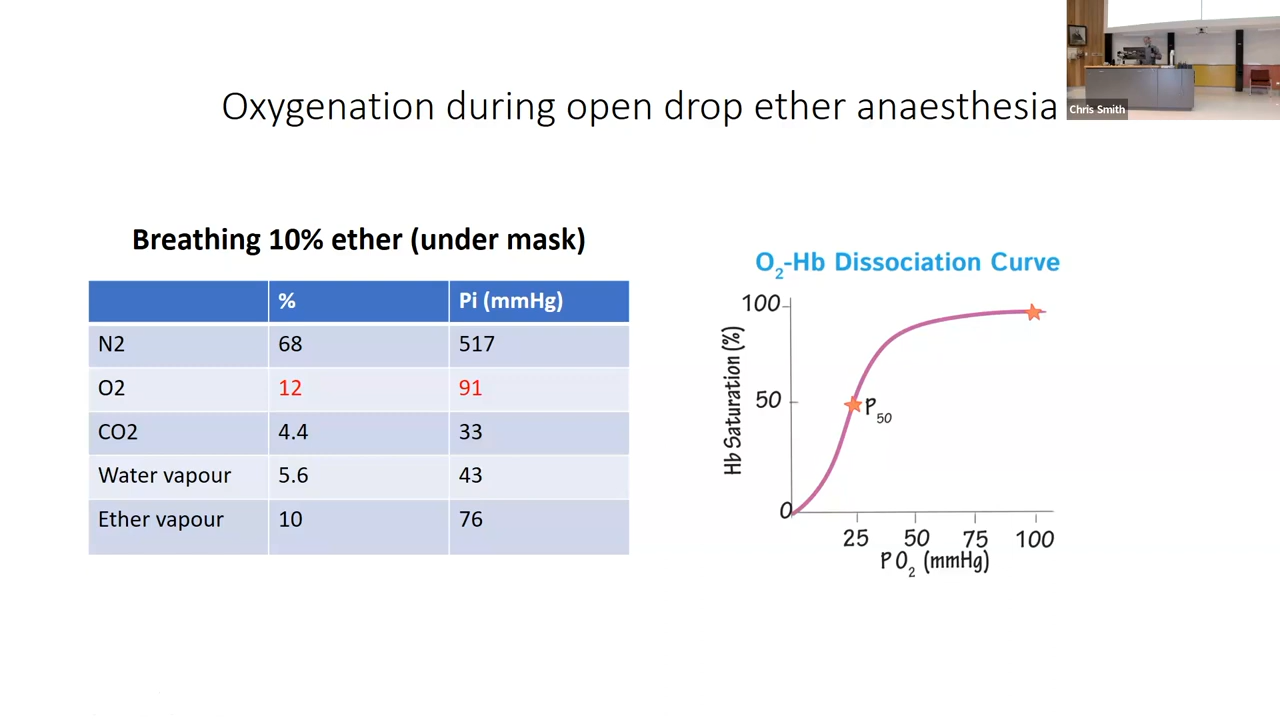 Oxygenation during open drop ether anaesthesia
Chris Smith
Breathing 10% ether (under mask)
% Pi (mmHg)
N2 68 517
O2 12 91
CO2 4.4 33
Water vapour 5.6 43
Ether vapour 10 76
O2-Hb Dissociation Curve
Hb Saturation (%)
100
50
0
P50
25 50 75 100
PO2 (mmHg)